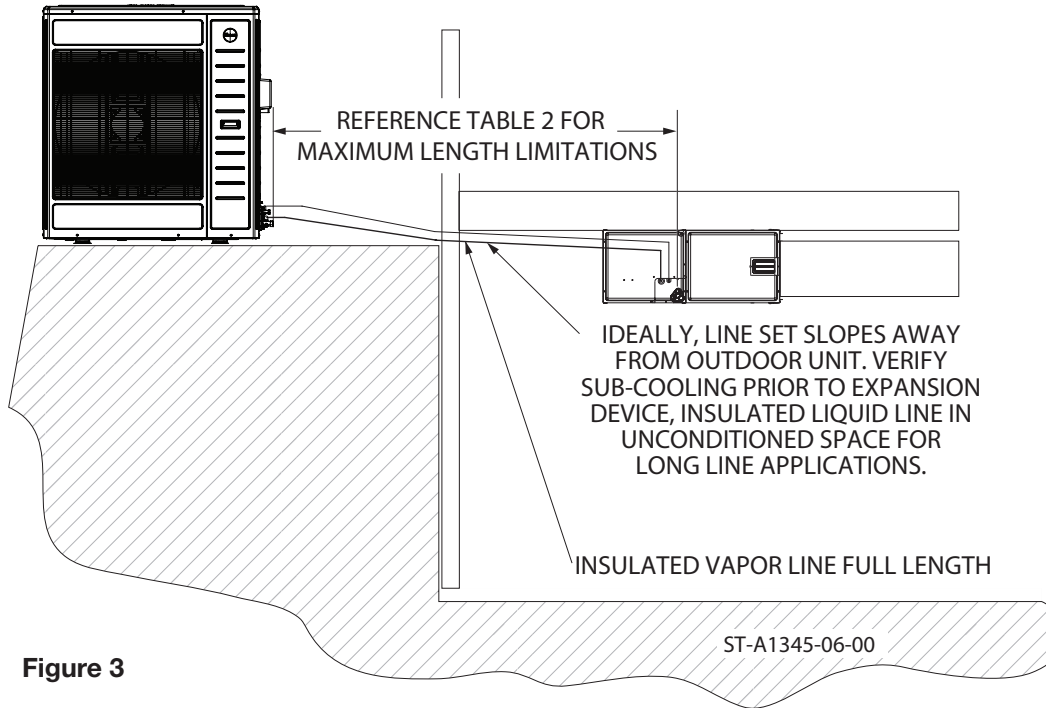 REFERENCE TABLE 2 FOR
MAXIMUM LENGTH LIMITATIONS
IDEALLY, LINE SET SLOPES AWAY
FROM OUTDOOR UNIT. VERIFY
SUB-COOLING PRIOR TO EXPANSION
DEVICE, INSULATED LIQUID LINE IN
UNCONDITIONED SPACE FOR
LONG LINE APPLICATIONS.
INSULATED VAPOR LINE FULL LENGTH
ST-A1345-06-00
Figure 3